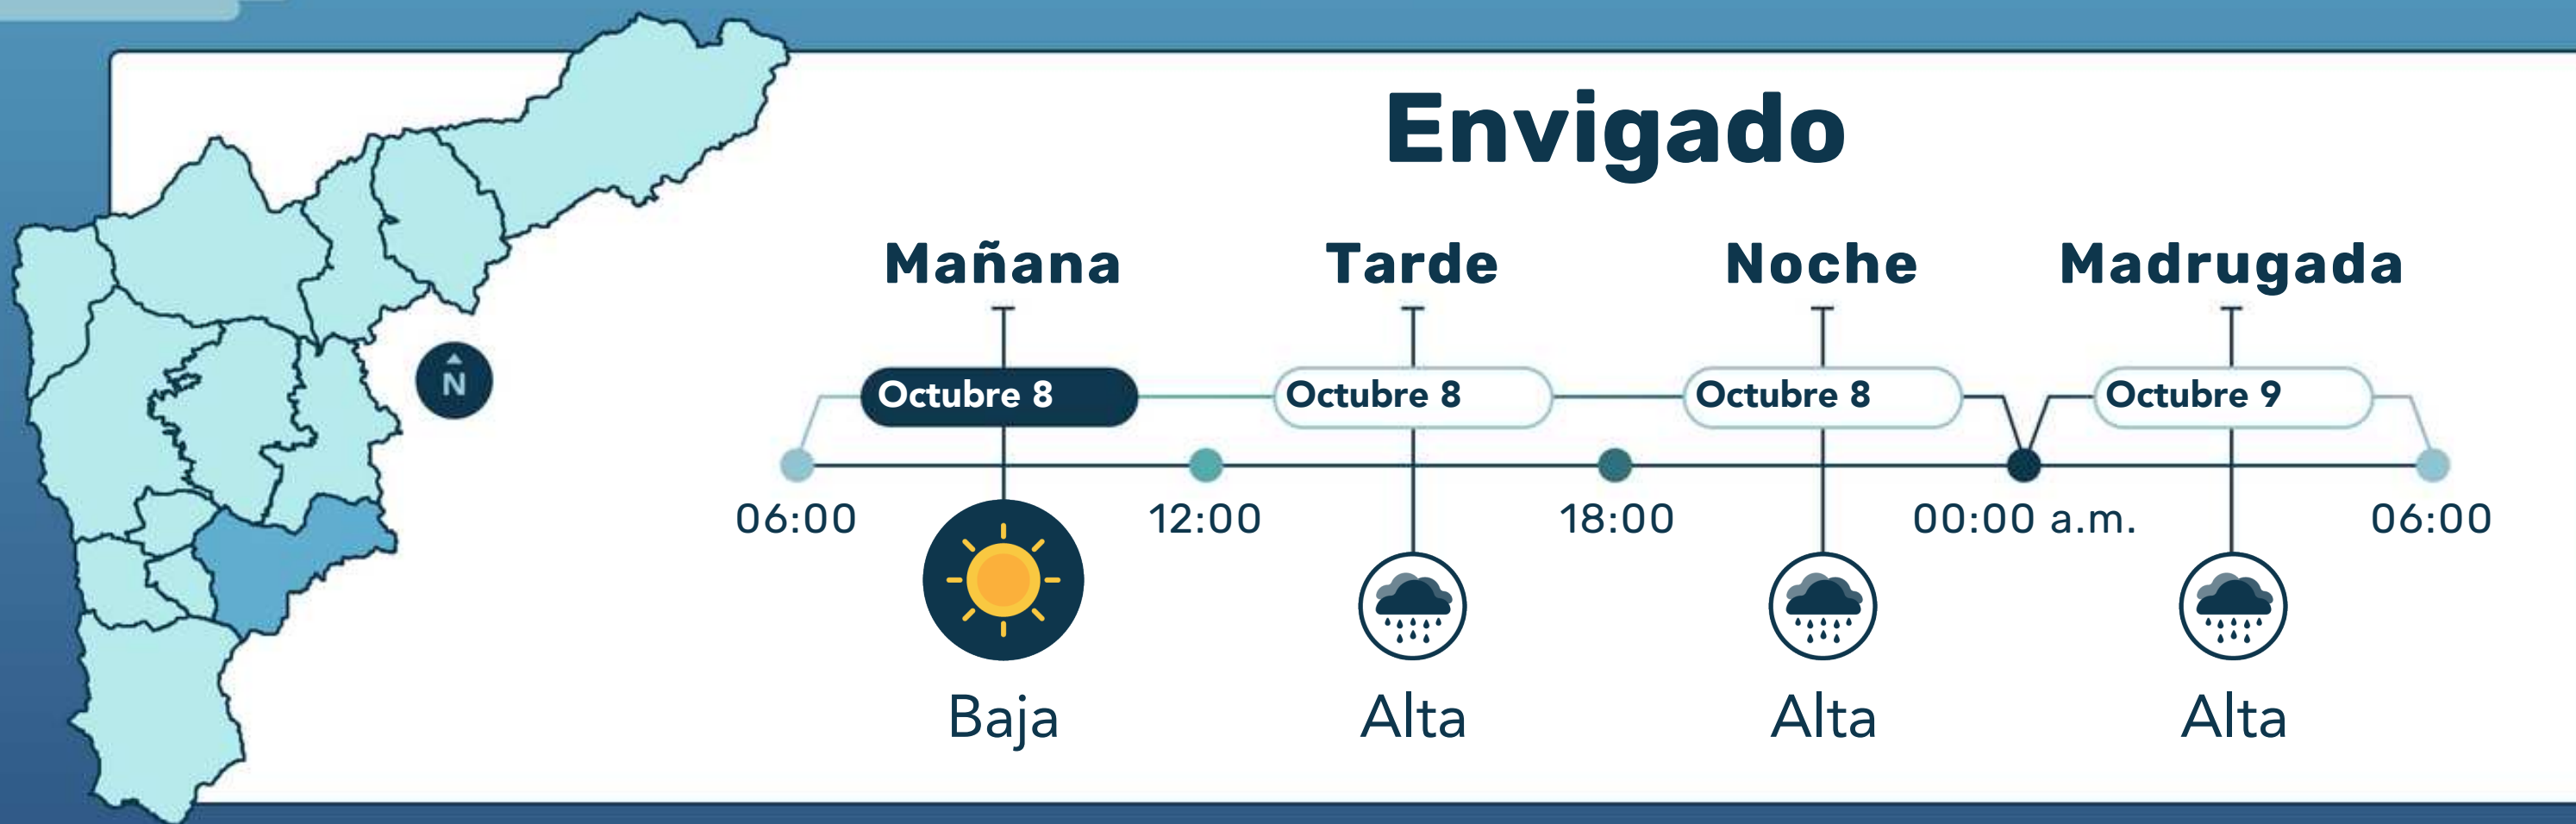 Envigado
Mañana Tarde Noche Madrugada
N
Octubre 8 Octubre 8 Octubre 8 Octubre 9
06:00 12:00 18:00 00:00 a.m. 06:00
Baja Alta Alta Alta